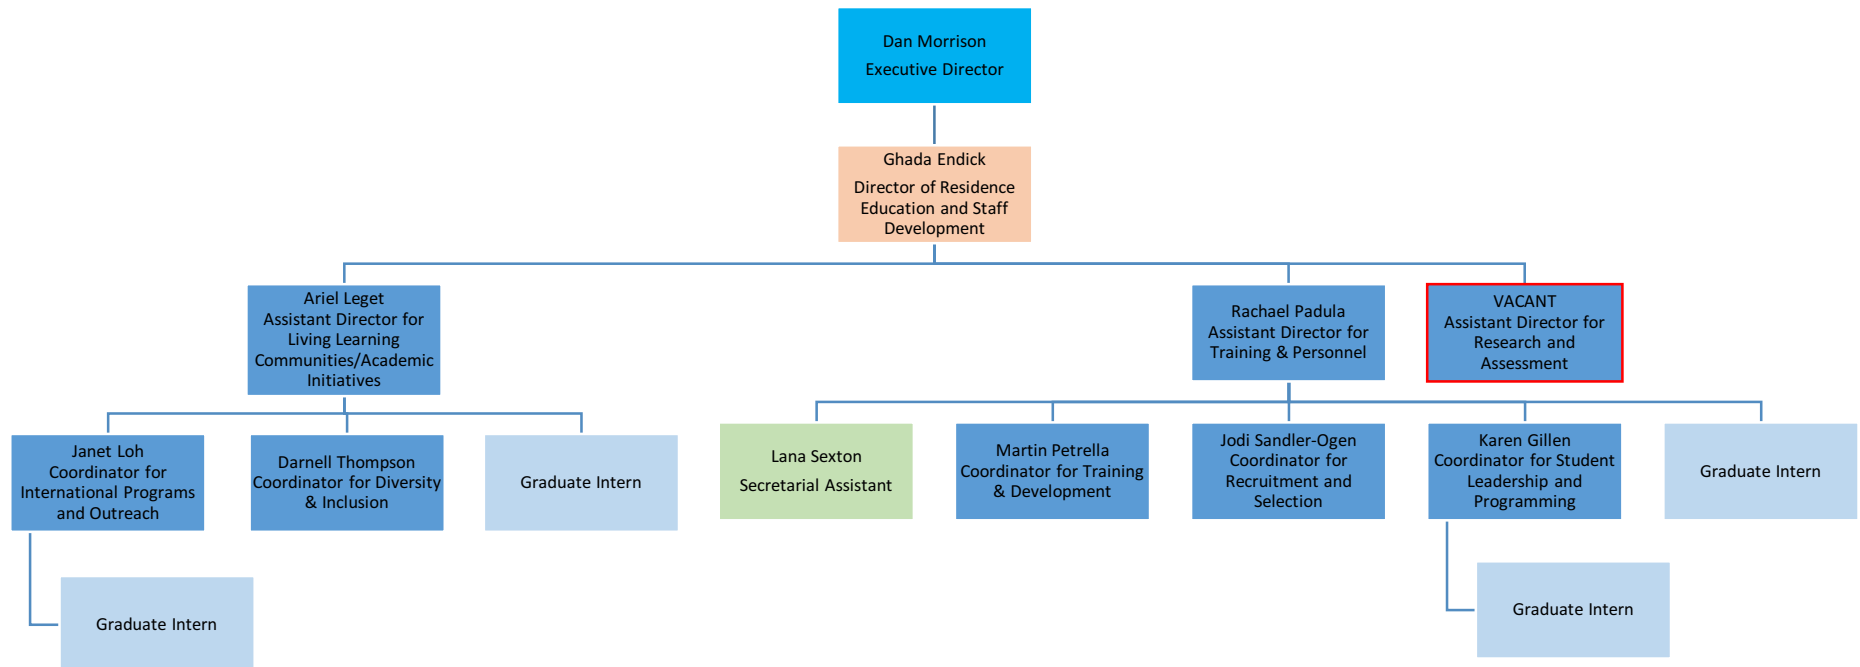 Dan Morrison
Executive Director
Ghada Endick
Director of Residence
Education and Staff
Development
Ariel Leget
Assistant Director for
Living Learning
Communities/Academic
Initiatives
Rachael Padula
Assistant Director for
Training & Personnel
VACANT
Assistant Director for
Research and
Assessment
Janet Loh
Coordinator for
International Programs
and Outreach
Darnell Thompson
Coordinator for Diversity
& Inclusion
Graduate Intern
Lana Sexton
Secretarial Assistant
Martin Petrella
Coordinator for Training
& Development
Jodi Sandler-Ogen
Coordinator for
Recruitment and
Selection
Karen Gillen
Coordinator for Student
Leadership and
Programming
Graduate Intern
Graduate Intern
Graduate Intern